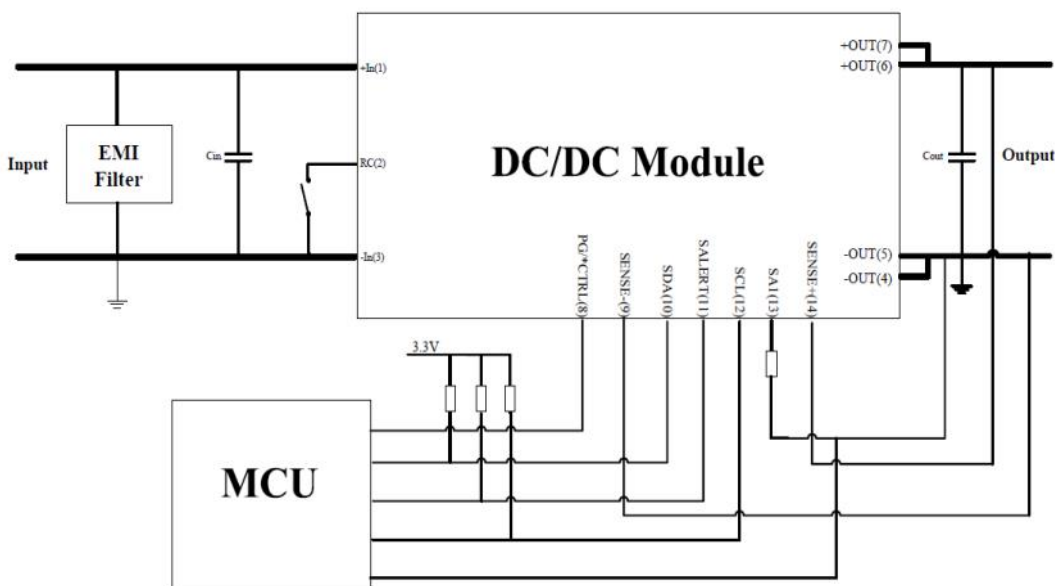 +OUT(7)
+In(1)
+OUT(6)
Input
EMI
Filter
Cin
RC(2)
DC/DC Module
Cout
Output
-In(3)
-OUT(5)
-OUT(4)
PG/*CTRL(8)
SENSE-(9)
SDA(10)
SALERT(11)
SCL(12)
SA1(13)
SENSE+(14)
3.3V
MCU